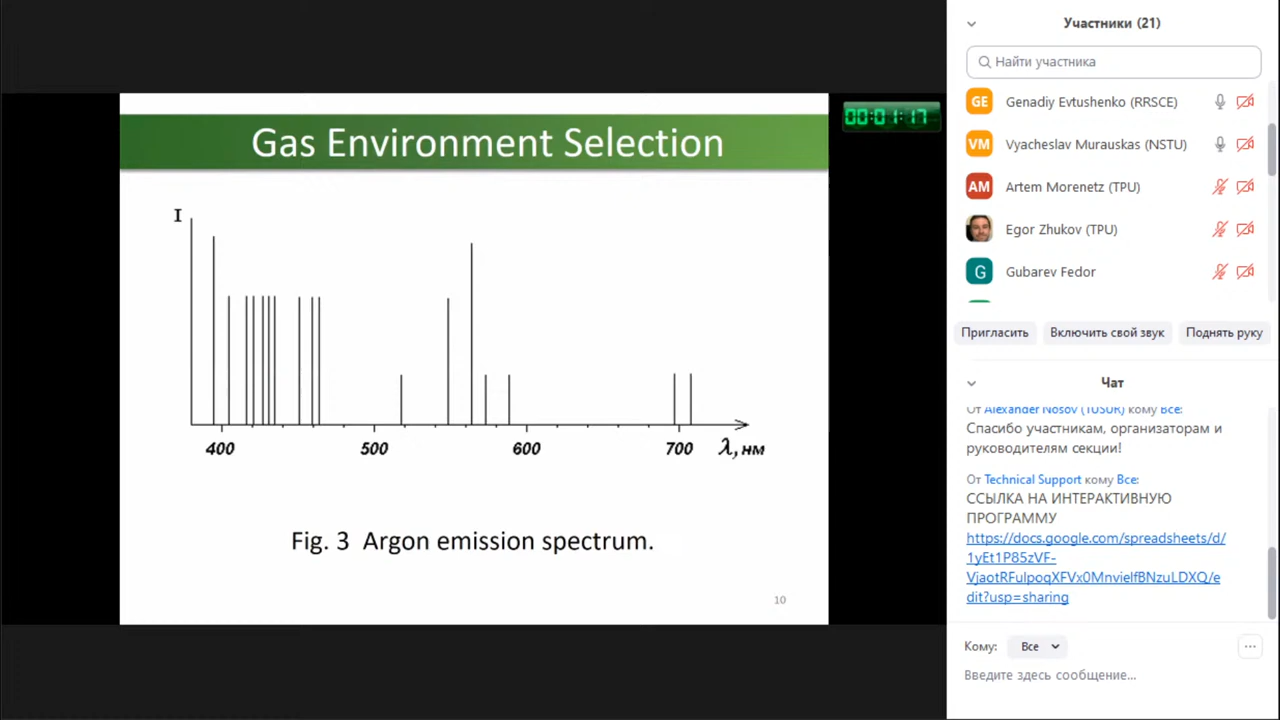 Gas Environment Selection
I
400
500
600
700
λ, нм
Fig. 3 Argon emission spectrum.
10
00:01:17
Участники (21)
Найти участника
GE
Genadiy Evtushenko (RRSCE)
VM
Vyacheslav Murauskas (NSTU)
AM
Artem Morenetz (TPU)
Egor Zhukov (TPU)
G
Gubarev Fedor
Пригласить
Включить свой звук
Поднять руку
Чат
От Alexander Nosov (TUSUR) кому Все:
Спасибо участникам, организаторам и
руководителям секции!
От Technical Support кому Все:
ССЫЛКА НА ИНТЕРАКТИВНУЮ
ПРОГРАММУ
https://docs.google.com/spreadsheets/d/
1yEt1P85zVF-
VjaotRFulpoqXFVx0MnvielfBNzuLDXQ/e
dit?usp=sharing
Кому:
Все
Введите здесь сообщение...